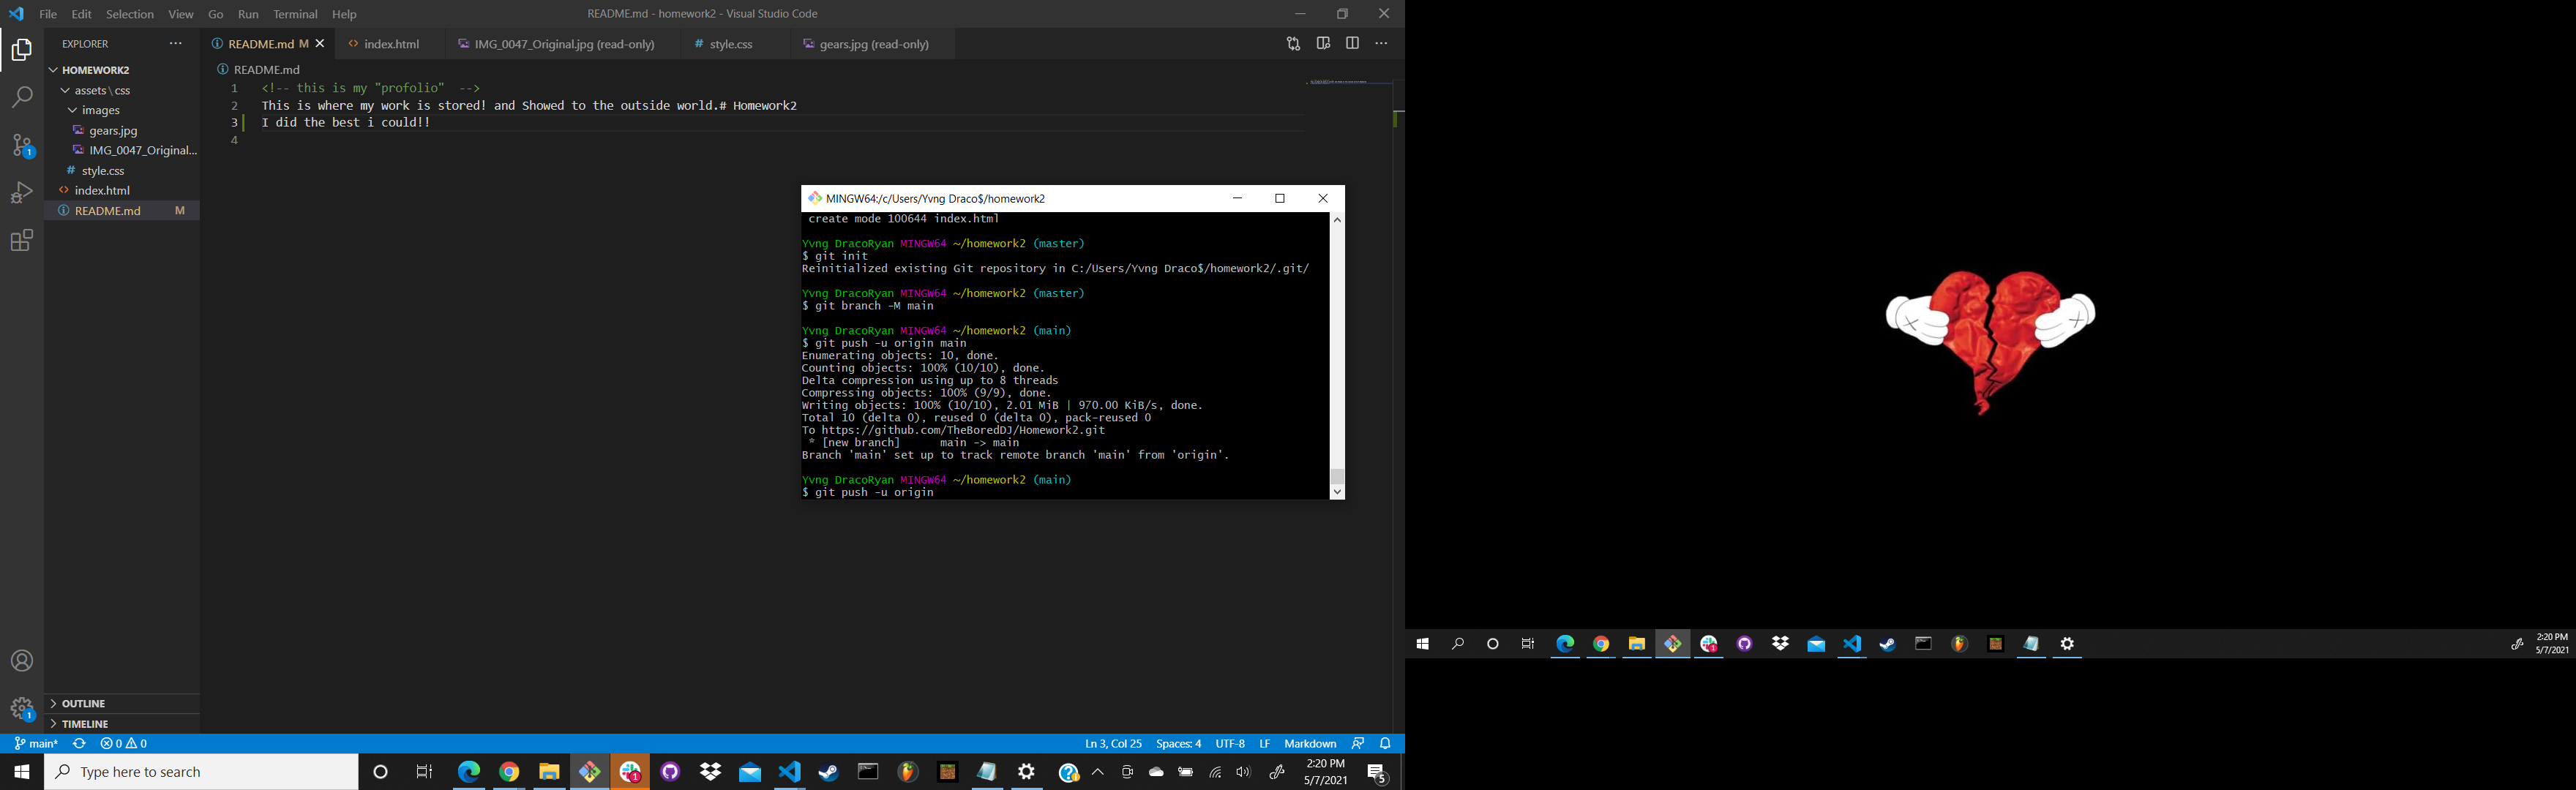 File Edit Selection View Go Run Terminal Help
README.md - homework2 - Visual Studio Code
EXPLORER
README.md M
index.html
IMG_0047_Original.jpg (read-only)
# style.css
gears.jpg (read-only)
HOMEWORK2
assets \ css
images
gears.jpg
IMG_0047_Original...
# style.css
index.html
README.md M
README.md
1 <!-- this is my "profolio"  -->
2 This is where my work is stored! and Showed to the outside world.# Homework2
3 I did the best i could!!
4
MINGW64:/c/Users/Yvng Draco$/homework2
create mode 100644 index.html
Yvng DracoRyan MINGW64 ~/homework2 (master)
$ git init
Reinitialized existing Git repository in C:/Users/Yvng Draco$/homework2/.git/
Yvng DracoRyan MINGW64 ~/homework2 (master)
$ git branch -M main
Yvng DracoRyan MINGW64 ~/homework2 (main)
$ git push -u origin main
Enumerating objects: 10, done.
Counting objects: 100% (10/10), done.
Delta compression using up to 8 threads
Compressing objects: 100% (9/9), done.
Writing objects: 100% (10/10), 2.01 MiB | 970.00 KiB/s, done.
Total 10 (delta 0), reused 0 (delta 0), pack-reused 0
To https://github.com/TheBoredDJ/Homework2.git
* [new branch]      main -> main
Branch 'main' set up to track remote branch 'main' from 'origin'.
Yvng DracoRyan MINGW64 ~/homework2 (main)
$ git push -u origin
1
1
OUTLINE
TIMELINE
main*
0 0
Ln 3, Col 25
Spaces: 4
UTF-8
LF
Markdown
Type here to search
1
2:20 PM
5/7/2021
5
1
2:20 PM
5/7/2021